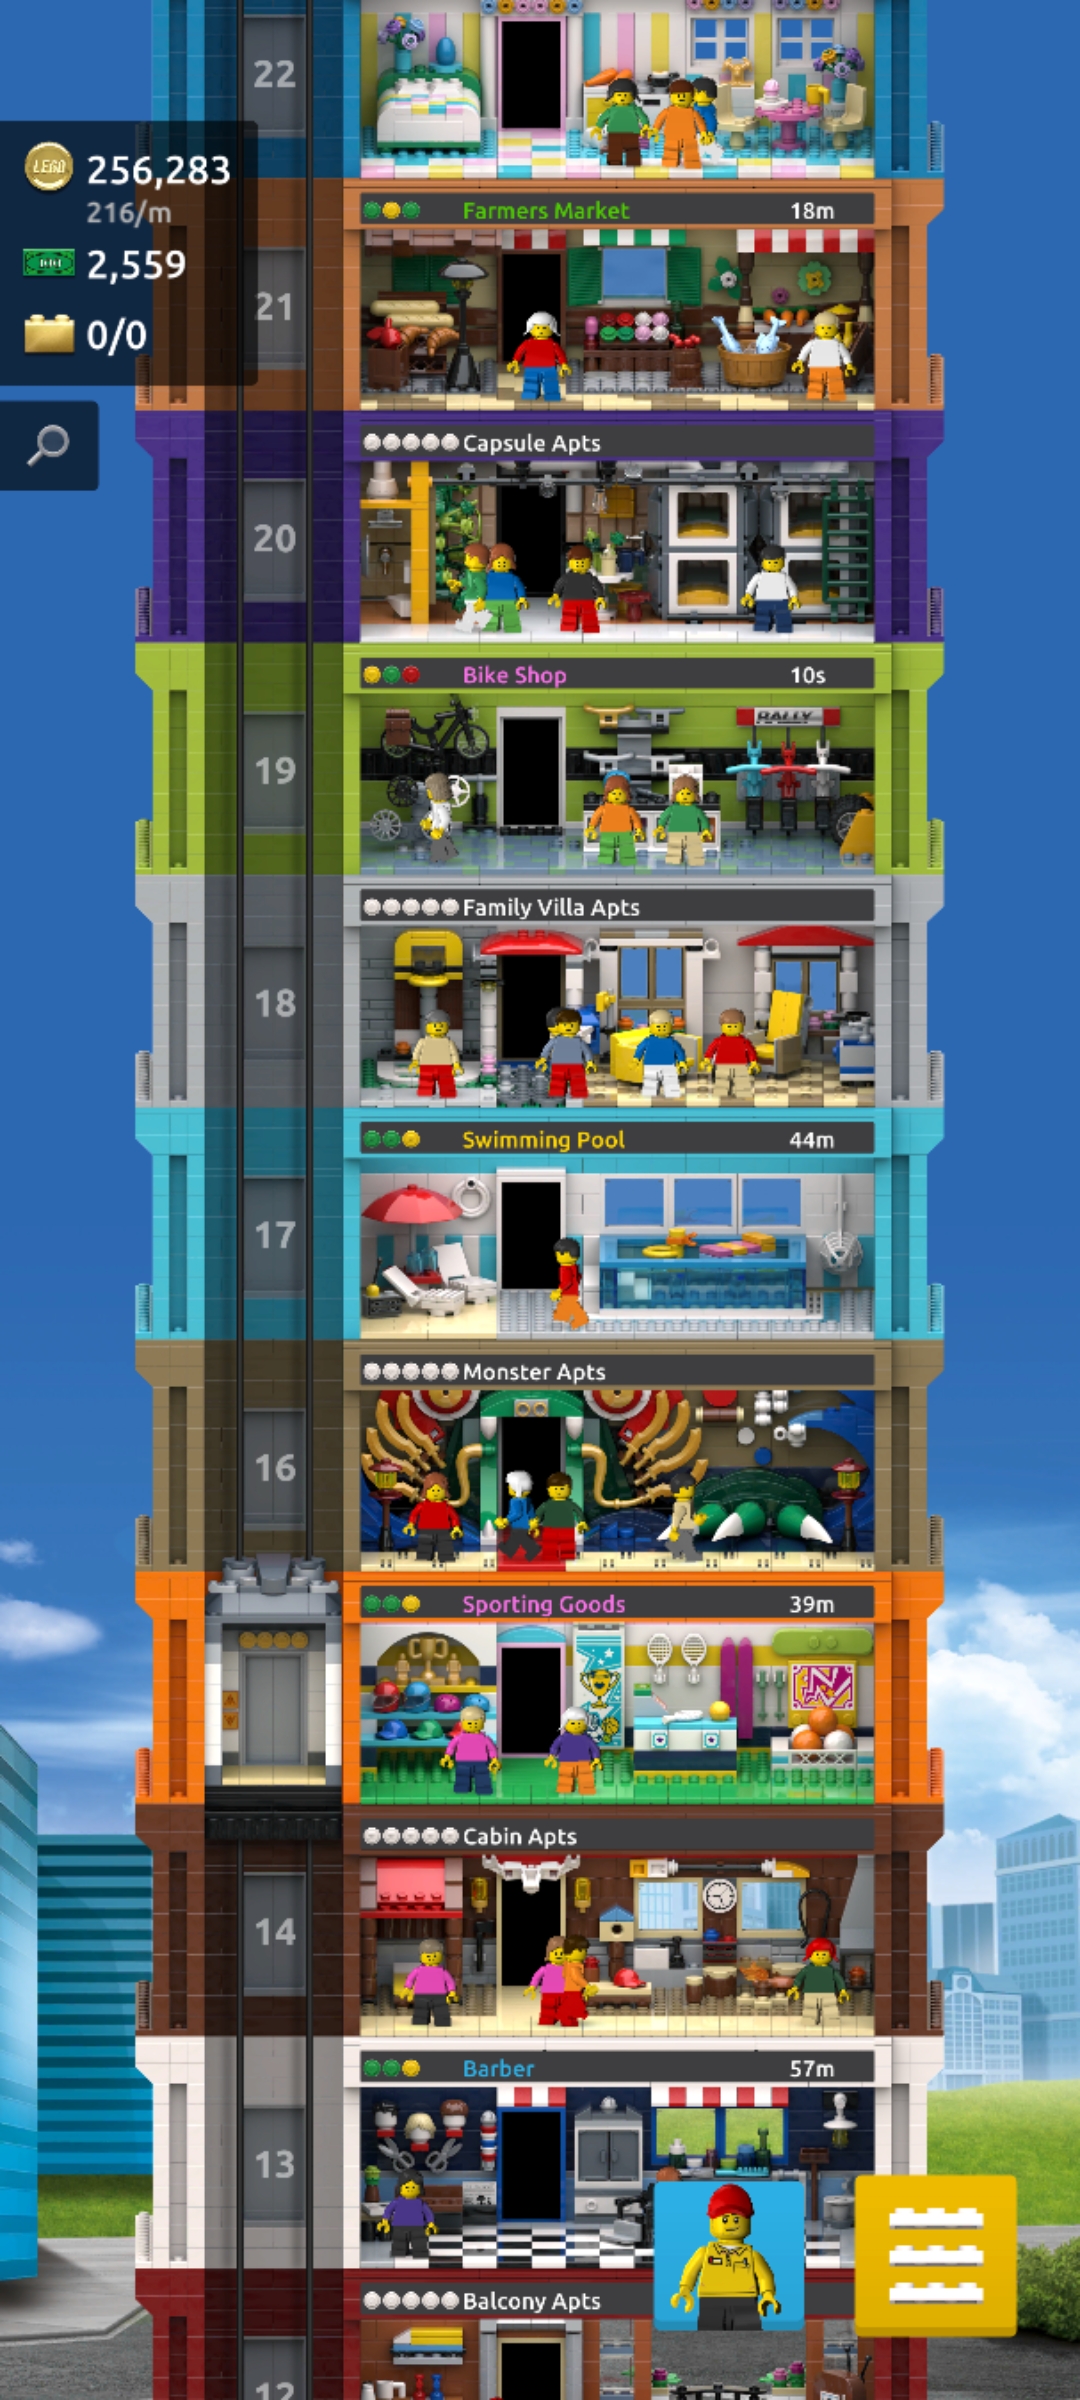 22
LEGO
256,283
216/m
2,559
0/0
Farmers Market 18m
21
Capsule Apts
20
Bike Shop 10s
RALLY
19
Family Villa Apts
18
Swimming Pool 44m
17
Monster Apts
16
Sporting Goods 39m
Cabin Apts
14
Barber 57m
13
Balcony Apts
12